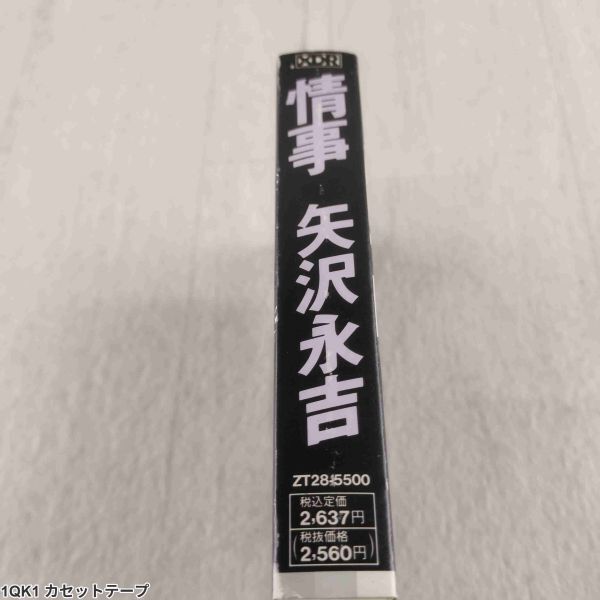 XDR
情事
矢沢永吉
ZT28-5500
税込定価
2,637円
(税抜価格
2,560円)
1QK1 カセットテープ